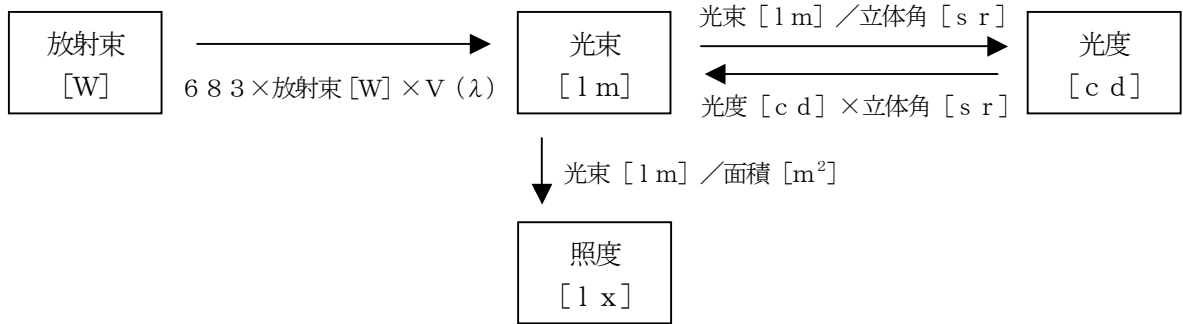 放射束
[W]
683×放射束[W]×V(λ)
光束
[lm]
光束[lm]/立体角[sr]
光度[cd]×立体角[sr]
光度
[cd]
光束[lm]/面積[m²]
照度
[lx]